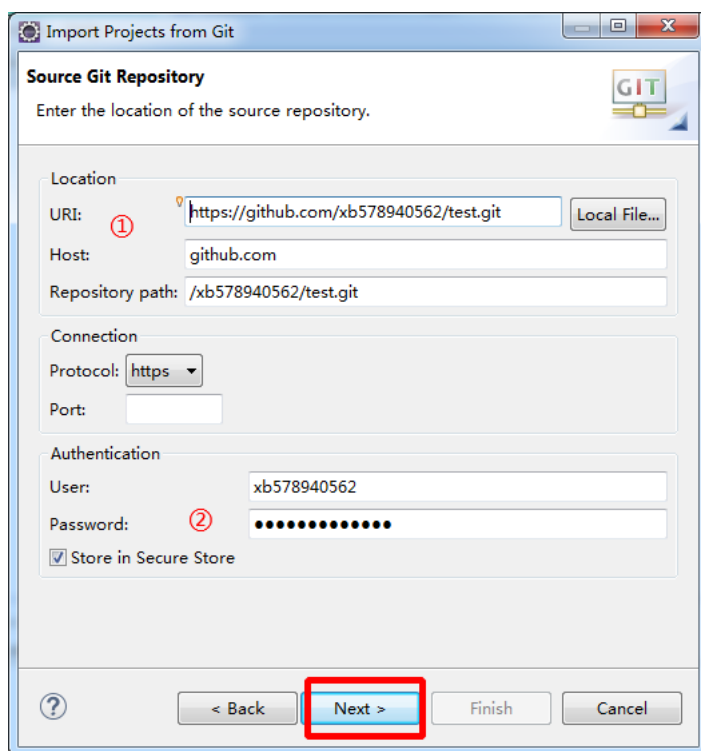 Import Projects from Git
Source Git Repository
Enter the location of the source repository.
GIT
Location
URI: ① https://github.com/xb578940562/test.git Local File...
Host: github.com
Repository path: /xb578940562/test.git
Connection
Protocol: https
Port:
Authentication
User: xb578940562
Password: ② ●●●●●●●●●●●●●
Store in Secure Store
? < Back Next > Finish Cancel